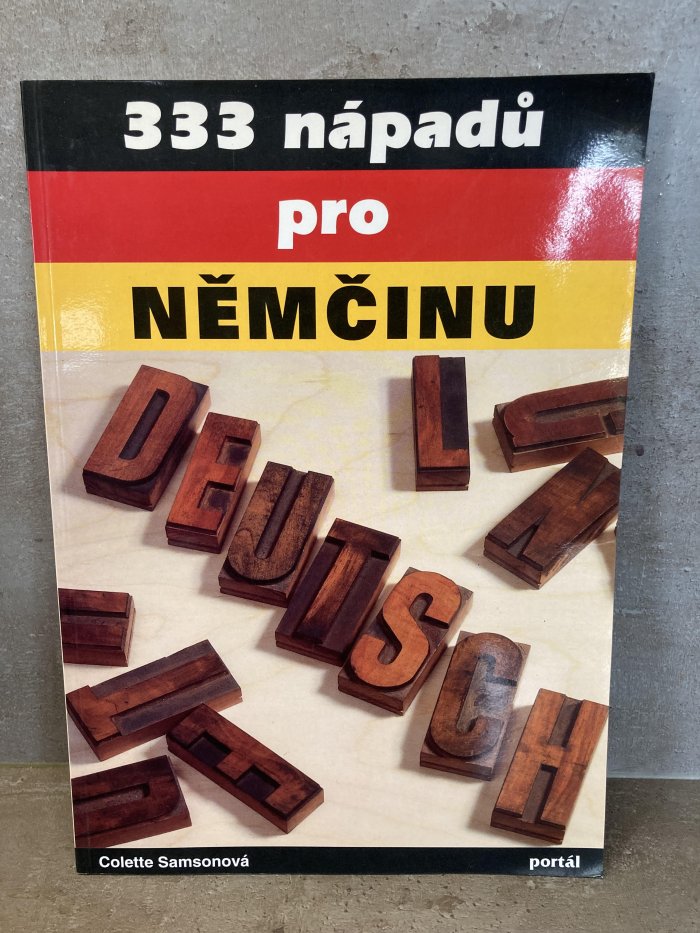 333 nápadů
pro
NĚMČINU
DEUTSCH
L
Colette Samsonová
portál